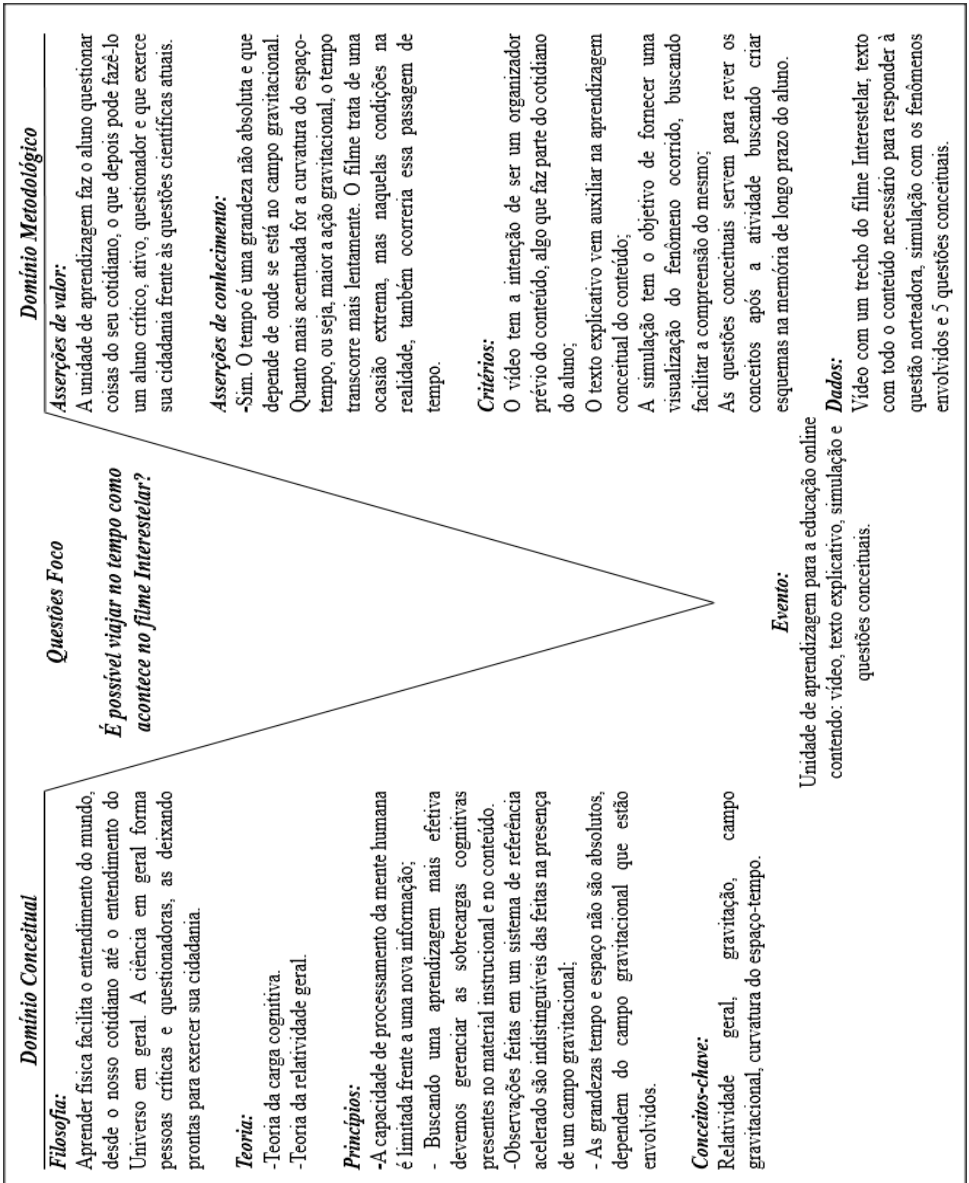 Domínio Conceitual
Filosofia:
Aprender física facilita o entendimento do mundo,
desde o nosso cotidiano até o entendimento do
Universo em geral. A ciência em geral forma
pessoas críticas e questionadoras, as deixando
prontas para exercer sua cidadania.
Teoria:
-Teoria da carga cognitiva.
-Teoria da relatividade geral.
Princípios:
-A capacidade de processamento da mente humana
é limitada frente a uma nova informação;
- Buscando uma aprendizagem mais efetiva
devemos gerenciar as sobrecargas cognitivas
presentes no material instrucional e no conteúdo.
-Observações feitas em um sistema de referência
acelerado são indistinguíveis das feitas na presença
de um campo gravitacional;
- As grandezas tempo e espaço não são absolutos,
dependem do campo gravitacional que estão
envolvidos.
Conceitos-chave:
Relatividade geral, gravitação, campo
gravitacional, curvatura do espaço-tempo.
Questões Foco
É possível viajar no tempo como
acontece no filme Interestelar?
Evento:
Unidade de aprendizagem para a educação online
contendo: vídeo, texto explicativo, simulação e
questões conceituais.
Domínio Metodológico
Asserções de valor:
A unidade de aprendizagem faz o aluno questionar
coisas do seu cotidiano, o que depois pode fazê-lo
um aluno crítico, ativo, questionador e que exerce
sua cidadania frente às questões científicas atuais.
Asserções de conhecimento:
-Sim. O tempo é uma grandeza não absoluta e que
depende de onde se está no campo gravitacional.
Quanto mais acentuada for a curvatura do espaço-
tempo, ou seja, maior a ação gravitacional, o tempo
transcorre mais lentamente. O filme trata de uma
ocasião extrema, mas naquelas condições na
realidade, também ocorreria essa passagem de
tempo.
Critérios:
O vídeo tem a intenção de ser um organizador
prévio do conteúdo, algo que faz parte do cotidiano
do aluno;
O texto explicativo vem auxiliar na aprendizagem
conceitual do conteúdo;
A simulação tem o objetivo de fornecer uma
visualização do fenômeno ocorrido, buscando
facilitar a compreensão do mesmo;
As questões conceituais servem para rever os
conceitos após a atividade buscando criar
esquemas na memória de longo prazo do aluno.
Dados:
Vídeo com um trecho do filme Interestelar, texto
com todo o conteúdo necessário para responder à
questão norteadora, simulação com os fenômenos
envolvidos e 5 questões conceituais.